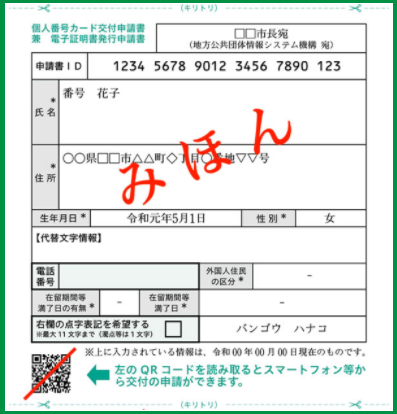 (キリトリ)
個人番号カード交付申請書
兼 電子証明書発行申請書
□□市長宛
(地方公共団体情報システム機構 宛)
申請書ID 1234 5678 9012 3456 7890 123
氏名* 番号 花子
住所* 〇〇県□□市△△町◇丁目〇番地▽▽号
みほん
生年月日* 令和元年5月1日 性別* 女
【代替文字情報】
電話番号 外国人住民の区分* -
在留期間等満了日の有無* - 在留期間等満了日* -
右欄の点字表記を希望する
※最大11文字まで(濁点等は1文字)
バンゴウ ハナコ
※上に入力されている情報は、令和00年00月00日現在のものです。
左のQRコードを読み取るとスマートフォン等か
ら交付の申請ができます。
(キリトリ)